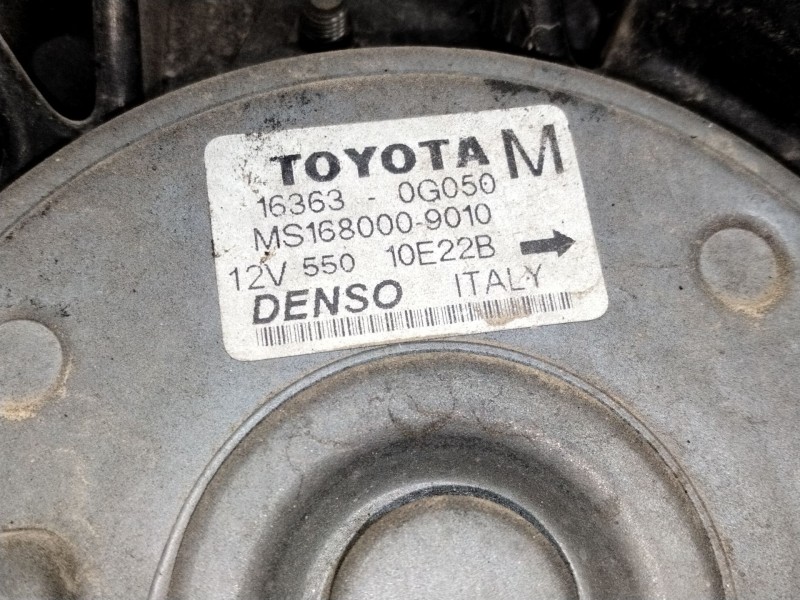 TOYOTA M
16363 - 0G050
MS168000-9010
12V 550 10E22B
DENSO ITALY